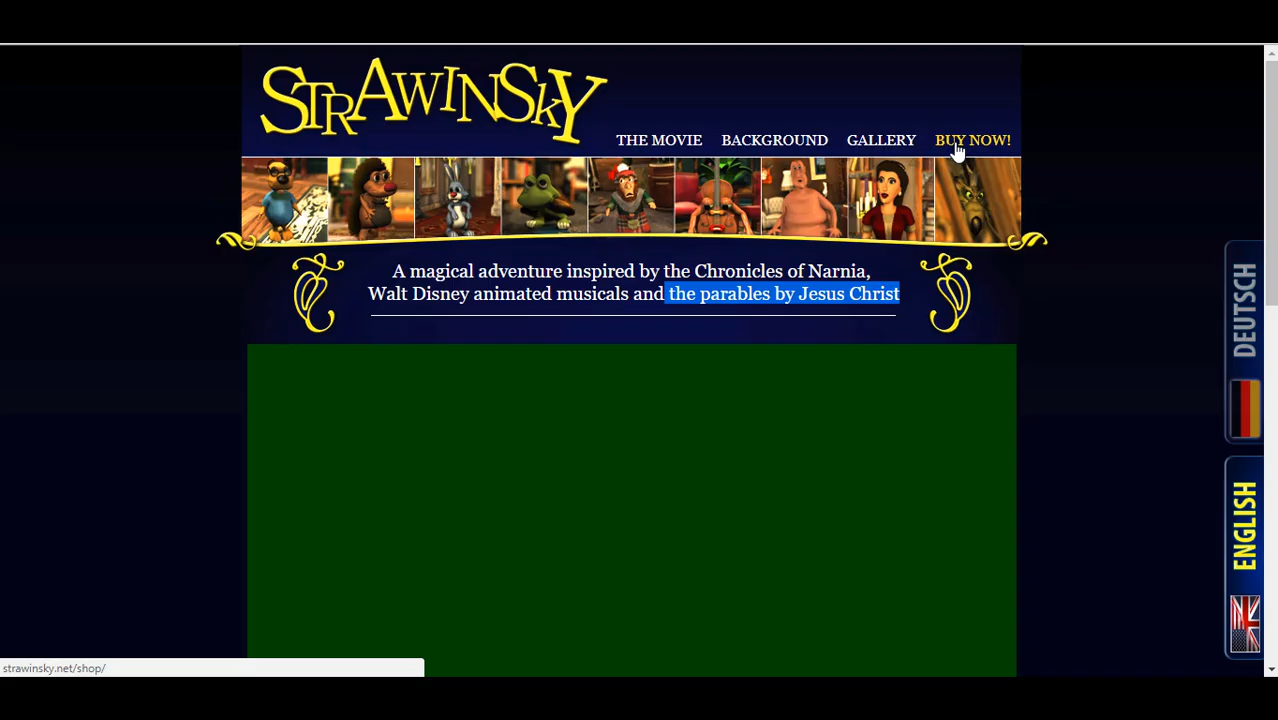 STRAWINSKY
THE MOVIE BACKGROUND GALLERY BUY NOW!
A magical adventure inspired by the Chronicles of Narnia,
Walt Disney animated musicals and the parables by Jesus Christ
DEUTSCH
ENGLISH
strawinsky.net/shop/